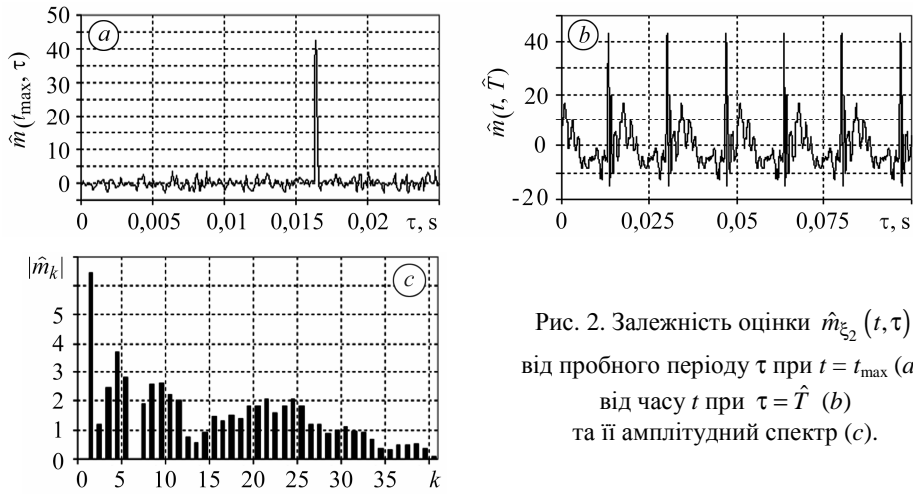 50
40
30
20
10
0
m̂(t_max, τ)
a
0 0,005 0,01 0,015 0,02 τ, s
40
20
0
-20
m̂(t, T̂)
b
0 0,025 0,05 0,075 τ, s
|m̂_k|
5
4
3
2
1
0
c
0 5 10 15 20 25 30 35 k
Рис. 2. Залежність оцінки m̂_ξ₂ (t, τ)
від пробного періоду τ при t = t_max (a
від часу t при τ = T̂ (b)
та її амплітудний спектр (c).